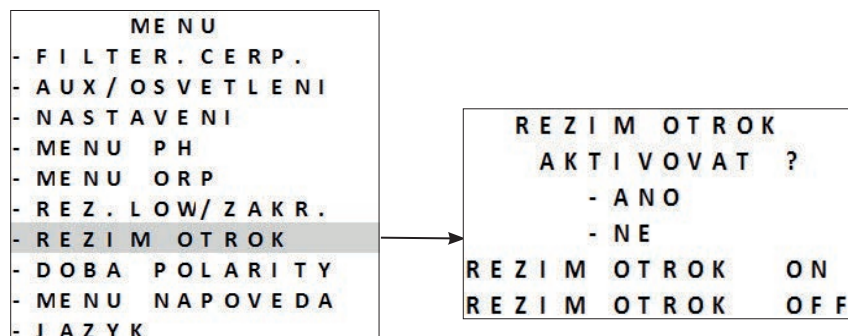 MENU
- FILTER. CERP.
- AUX/OSVETLENI
- NASTAVENI
- MENU PH
- MENU ORP
- REZ. LOW/ZAKR.
- REZIM OTROK
- DOBA POLARITY
- MENU NAPOVEDA
- JAZYK
REZIM OTROK
AKTIVOVAT ?
- ANO
- NE
REZIM OTROK ON
REZIM OTROK OFF